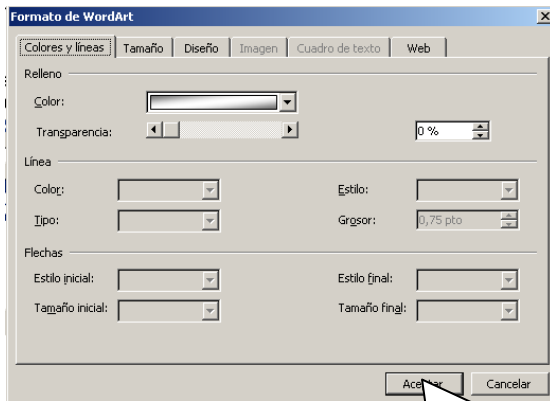 Formato de WordArt
Colores y líneas Tamaño Diseño Imagen Cuadro de texto Web
Relleno
Color:
Transparencia: 0 %
Línea
Color: Estilo:
Tipo: Grosor: 0,75 pto
Flechas
Estilo inicial: Estilo final:
Tamaño inicial: Tamaño final:
Cancelar